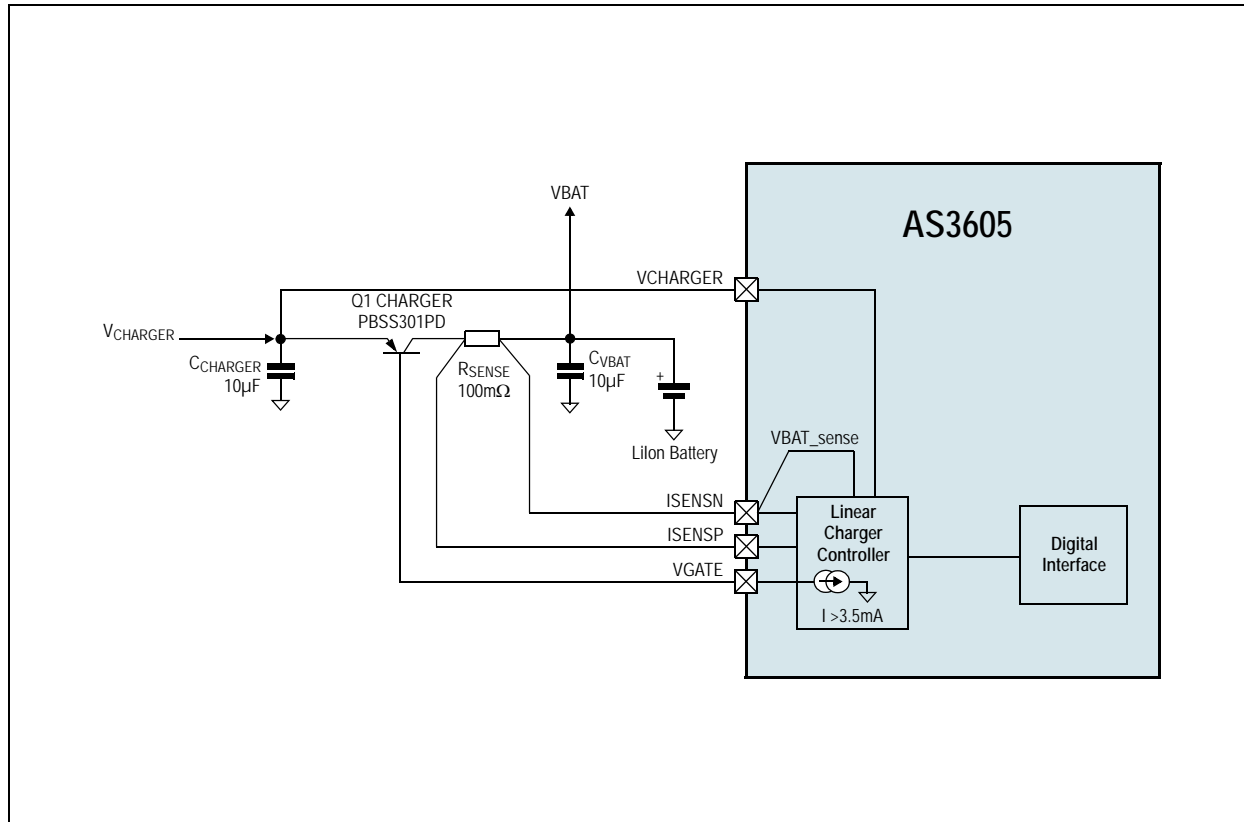 VBAT
AS3605
VCHARGER
Q1 CHARGER
PBSS301PD
VCHARGER
CCHARGER
10µF
RSENSE
100mΩ
CVBAT
10µF
+
LiIon Battery
VBAT_sense
ISENSN
ISENSP
VGATE
Linear
Charger
Controller
I >3.5mA
Digital
Interface